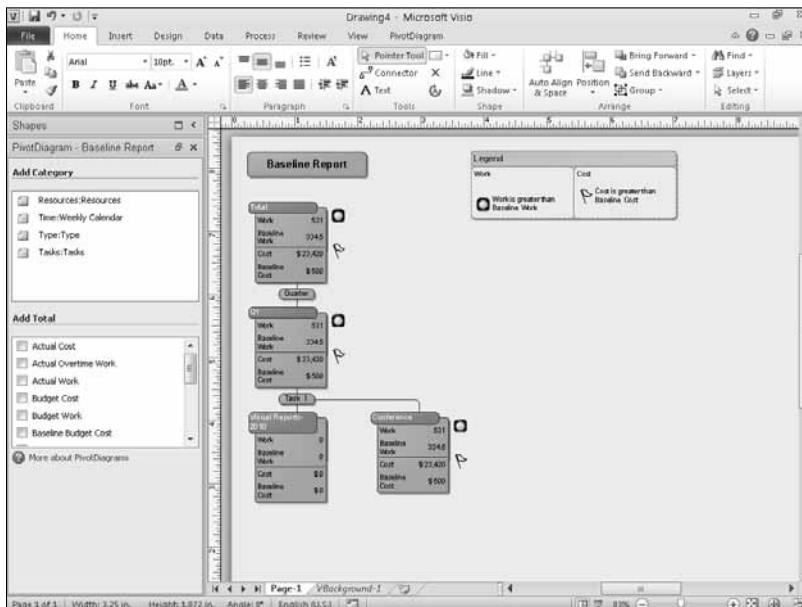 Drawing4 - Microsoft Visio
File Home Insert Design Data Process Review View PivotDiagram
Paste
Arial 10pt.
Pointer Tool
Connector
Text
Fill
Line
Shadow
Auto Align & Space
Position
Bring Forward
Send Backward
Group
Find
Layers
Select
Clipboard Font Paragraph Tools Shape Arrange Editing
Shapes
PivotDiagram - Baseline Report
Add Category
Resources:Resources
Time:Weekly Calendar
Type:Type
Tasks:Tasks
Add Total
Actual Cost
Actual Overtime Work
Actual Work
Budget Cost
Budget Work
Baseline Budget Cost
More about PivotDiagrams
Baseline Report
Legend
Work Cost
Work is greater than Baseline Work
Cost is greater than Baseline Cost
Total
Work 531
Baseline Work 334.5
Cost $23,420
Baseline Cost $500
Quarter
Q1
Work 531
Baseline Work 334.5
Cost $23,420
Baseline Cost $500
Task 1
Visual Reports-2010
Work 0
Baseline Work 0
Cost $0
Baseline Cost $0
Conference
Work 531
Baseline Work 334.5
Cost $23,420
Baseline Cost $500
Page-1 VBackground-1
Page 1 of 1 Width: 3.25 in. Height: 1.072 in. Angle: 0° English (U.S.) 83%